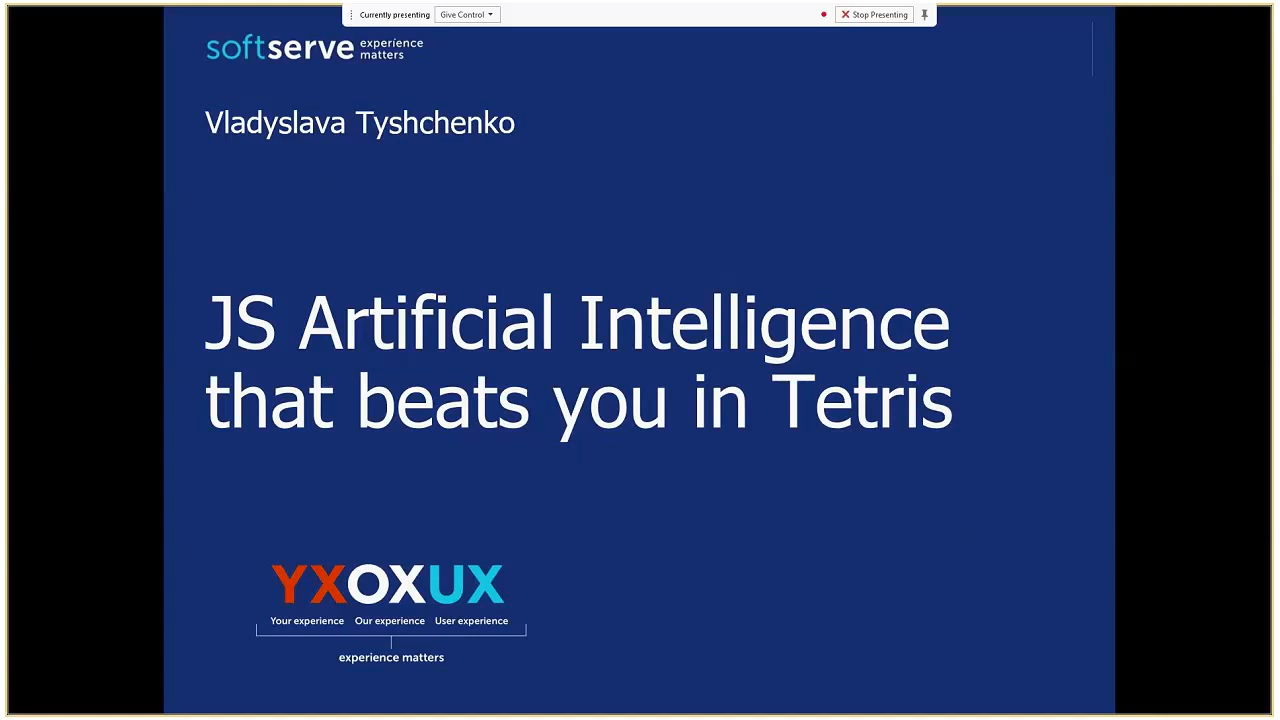 Currently presenting Give Control Stop Presenting
softserve experience
matters
Vladyslava Tyshchenko
JS Artificial Intelligence
that beats you in Tetris
YXOXUX
Your experience Our experience User experience
experience matters